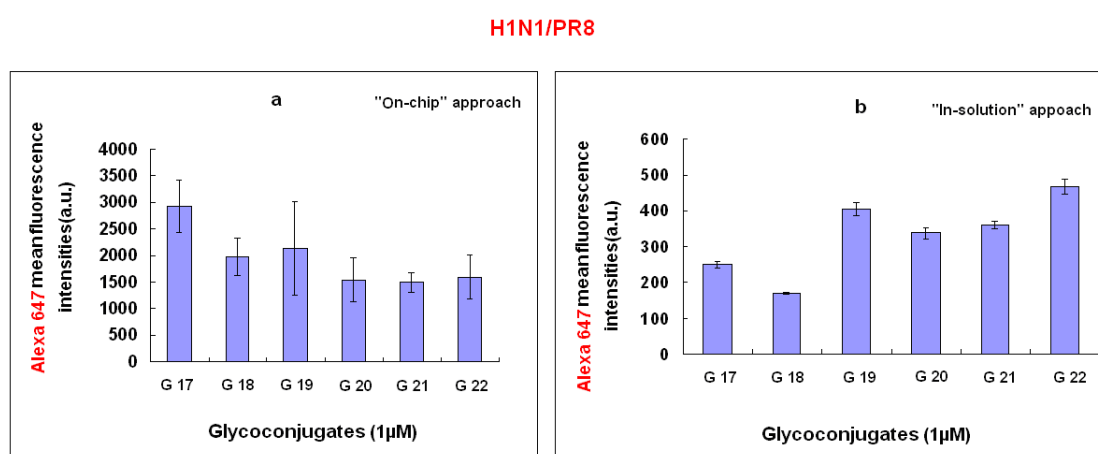 H1N1/PR8
a
"On-chip" approach
Alexa 647 meanfluorescence
intensities(a.u.)
4000
3500
3000
2500
2000
1500
1000
500
0
G 17 G 18 G 19 G 20 G 21 G 22
Glycoconjugates (1µM)
b
"In-solution" appoach
Alexa 647 meanfluorescence
intensities(a.u.)
600
500
400
300
200
100
0
G 17 G 18 G 19 G 20 G 21 G 22
Glycoconjugates (1µM)